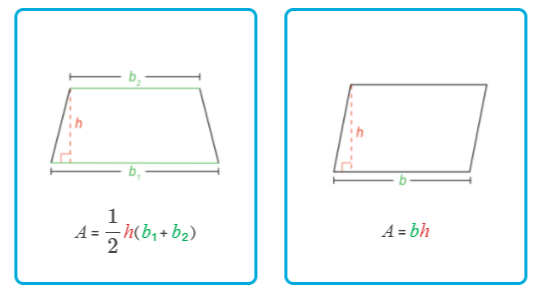 b₂
h
b₁
A = 1/2 h(b₁ + b₂)
h
b
A = bh